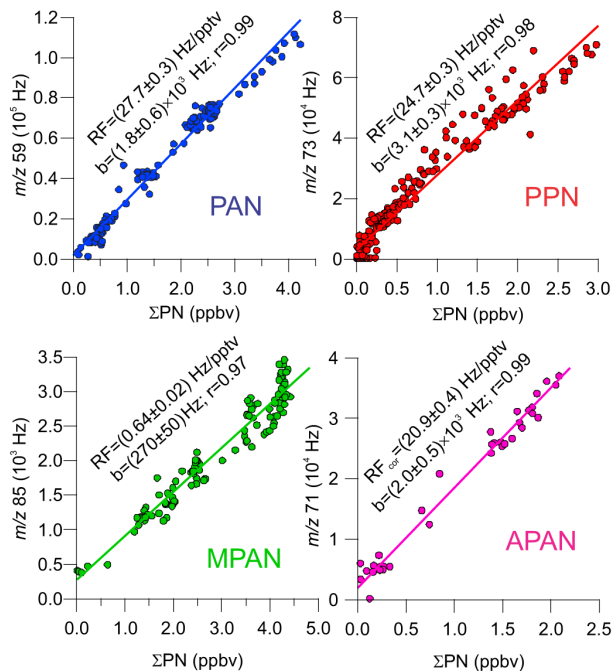 1.2
1.0
0.8
0.6
0.4
0.2
0.0
m/z 59 (10⁵ Hz)
RF=(27.7±0.3) Hz/pptv
b=(1.8±0.6)×10³ Hz; r=0.99
PAN
0.0 1.0 2.0 3.0 4.0
ΣPN (ppbv)
8
6
4
2
0
m/z 73 (10⁴ Hz)
RF=(24.7±0.3) Hz/pptv
b=(3.1±0.3)×10³ Hz; r=0.98
PPN
0.0 0.5 1.0 1.5 2.0 2.5 3.0
ΣPN (ppbv)
3.5
3.0
2.5
2.0
1.5
1.0
0.5
0.0
m/z 85 (10³ Hz)
RF=(0.64±0.02) Hz/pptv
b=(270±50)Hz; r=0.97
MPAN
0.0 1.0 2.0 3.0 4.0 5.0
ΣPN (ppbv)
4
3
2
1
0
m/z 71 (10⁴ Hz)
RFcor=(20.9±0.4) Hz/pptv
b=(2.0±0.5)×10³ Hz; r=0.99
APAN
0.0 0.5 1.0 1.5 2.0 2.5
ΣPN (ppbv)